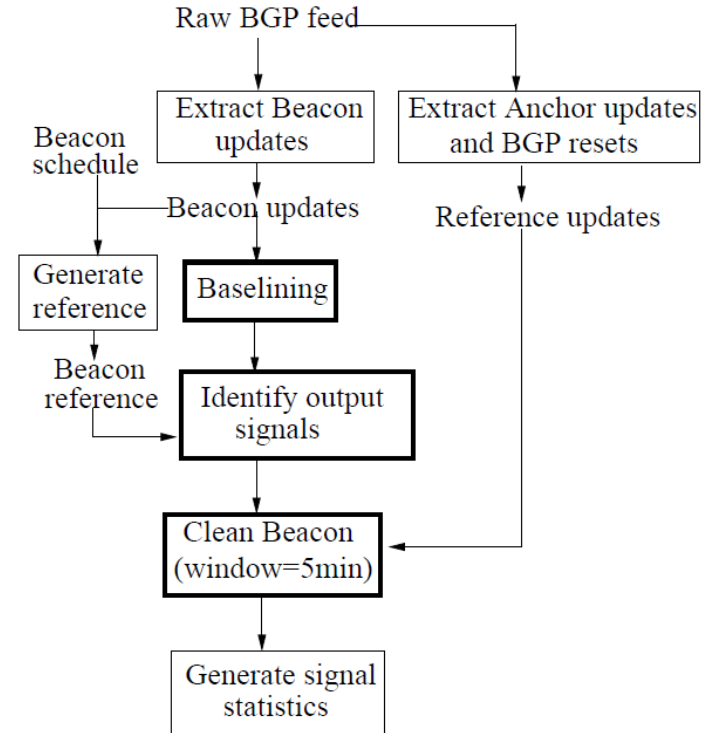 Raw BGP feed
Extract Beacon
updates
Extract Anchor updates
and BGP resets
Beacon
schedule
Beacon updates
Reference updates
Generate
reference
Baselining
Beacon
reference
Identify output
signals
Clean Beacon
(window=5min)
Generate signal
statistics